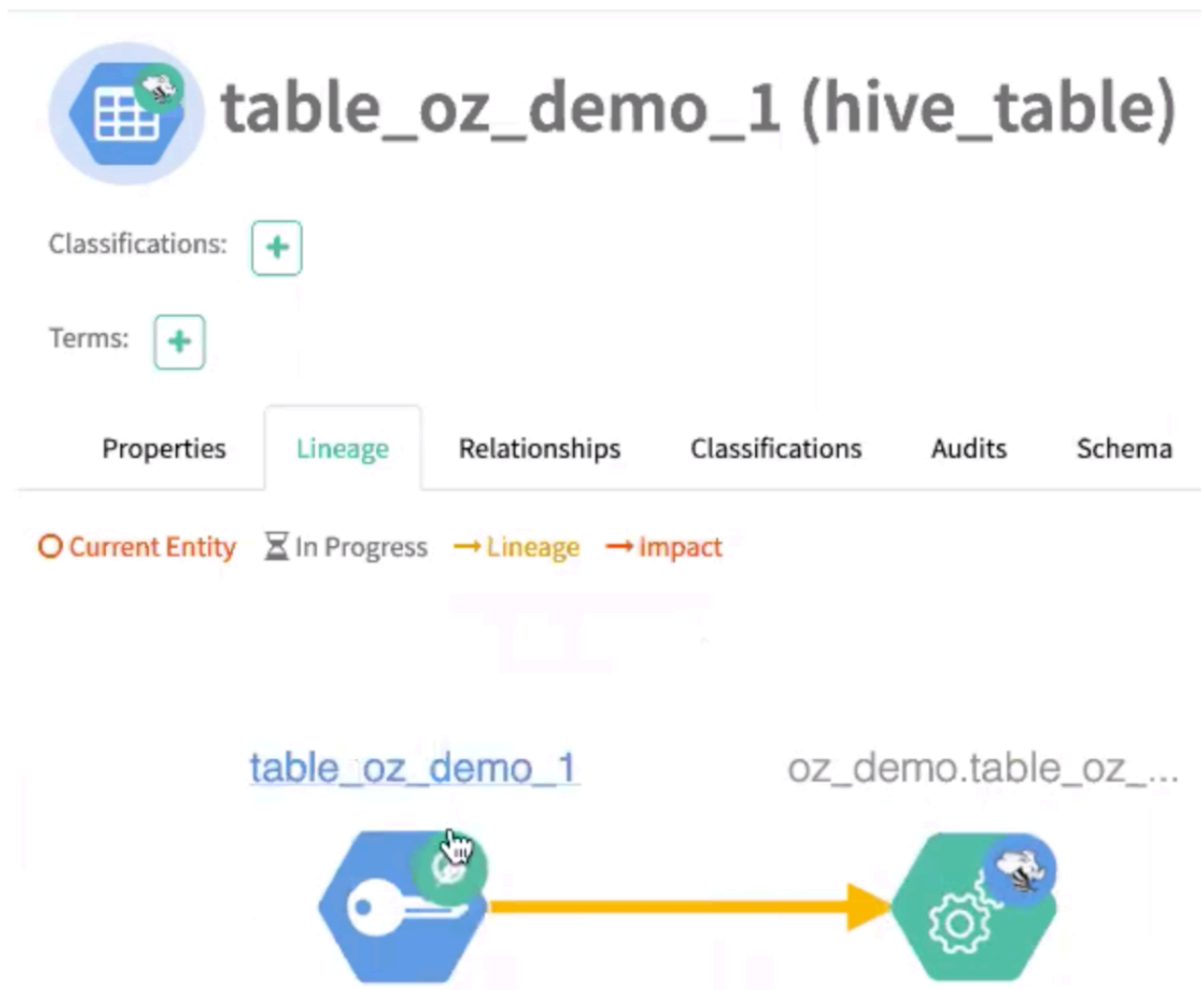 table_oz_demo_1 (hive_table)
Classifications:
Terms:
Properties Lineage Relationships Classifications Audits Schema
Current Entity In Progress Lineage Impact
table_oz_demo_1 oz_demo.table_oz_...